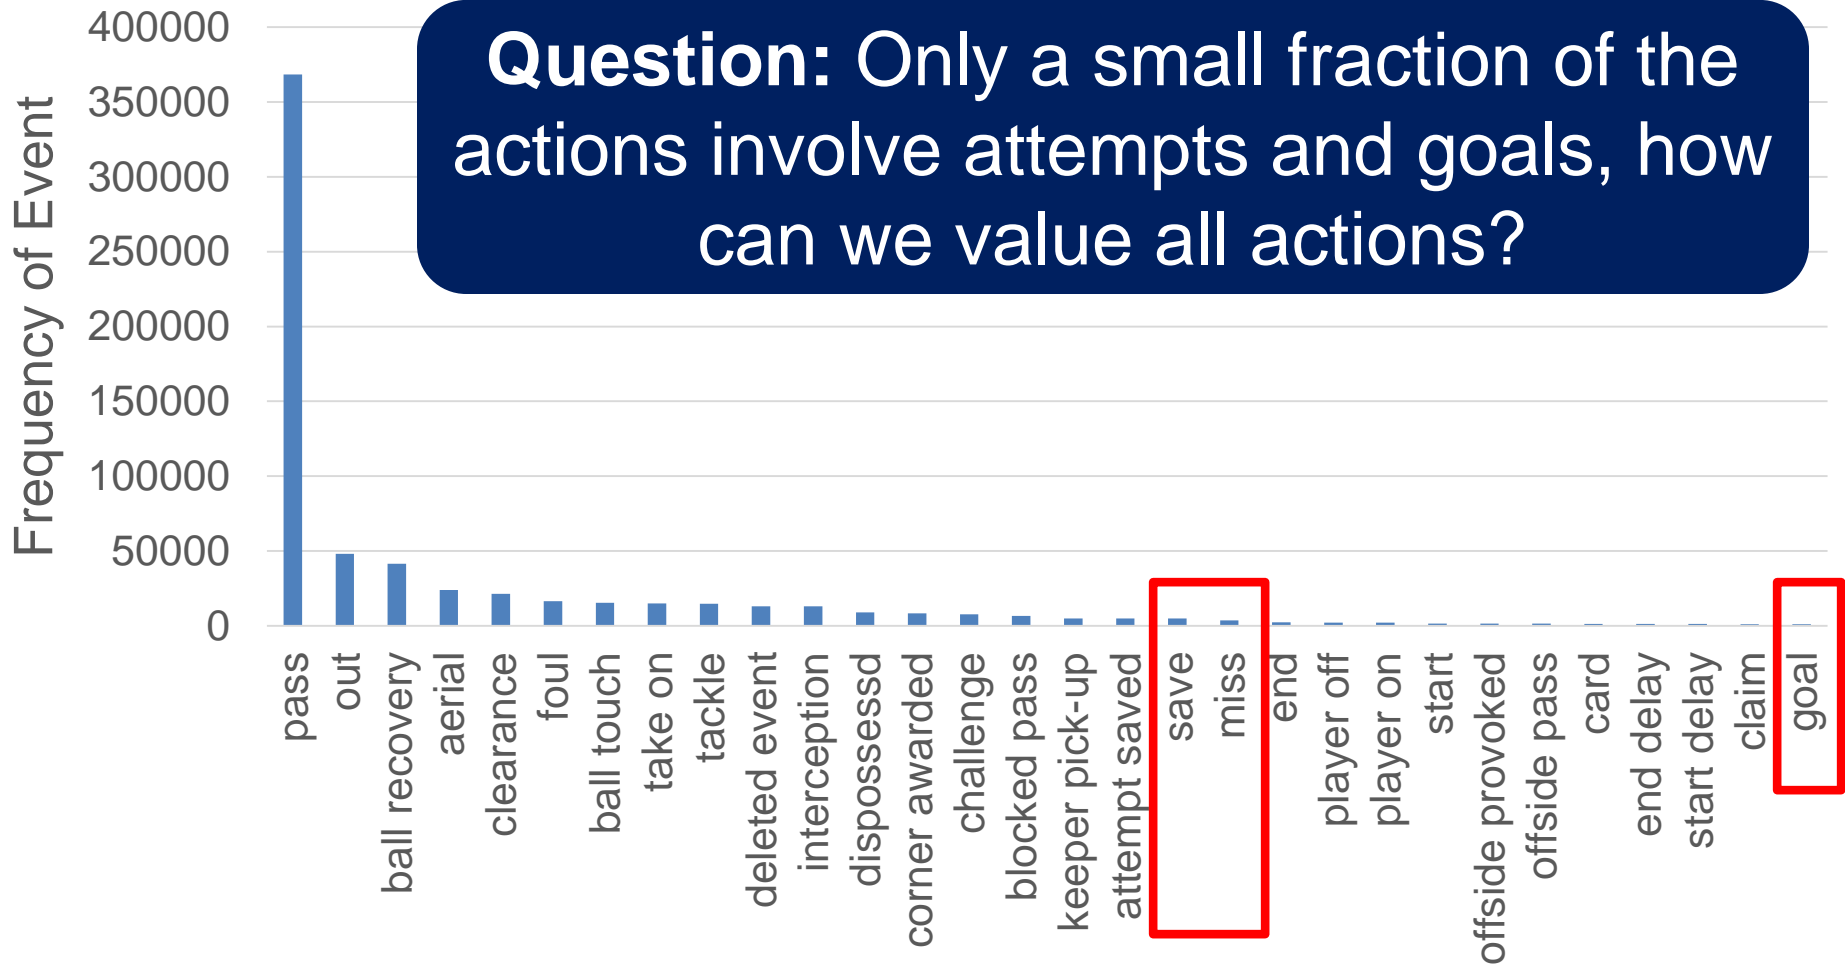 Question: Only a small fraction of the
actions involve attempts and goals, how
can we value all actions?
Frequency of Event
400000
350000
300000
250000
200000
150000
100000
50000
0
pass
out
ball recovery
aerial
clearance
foul
ball touch
take on
tackle
deleted event
interception
dispossessd
corner awarded
challenge
blocked pass
keeper pick-up
attempt saved
save
miss
end
player off
player on
start
offside provoked
offside pass
card
end delay
start delay
claim
goal